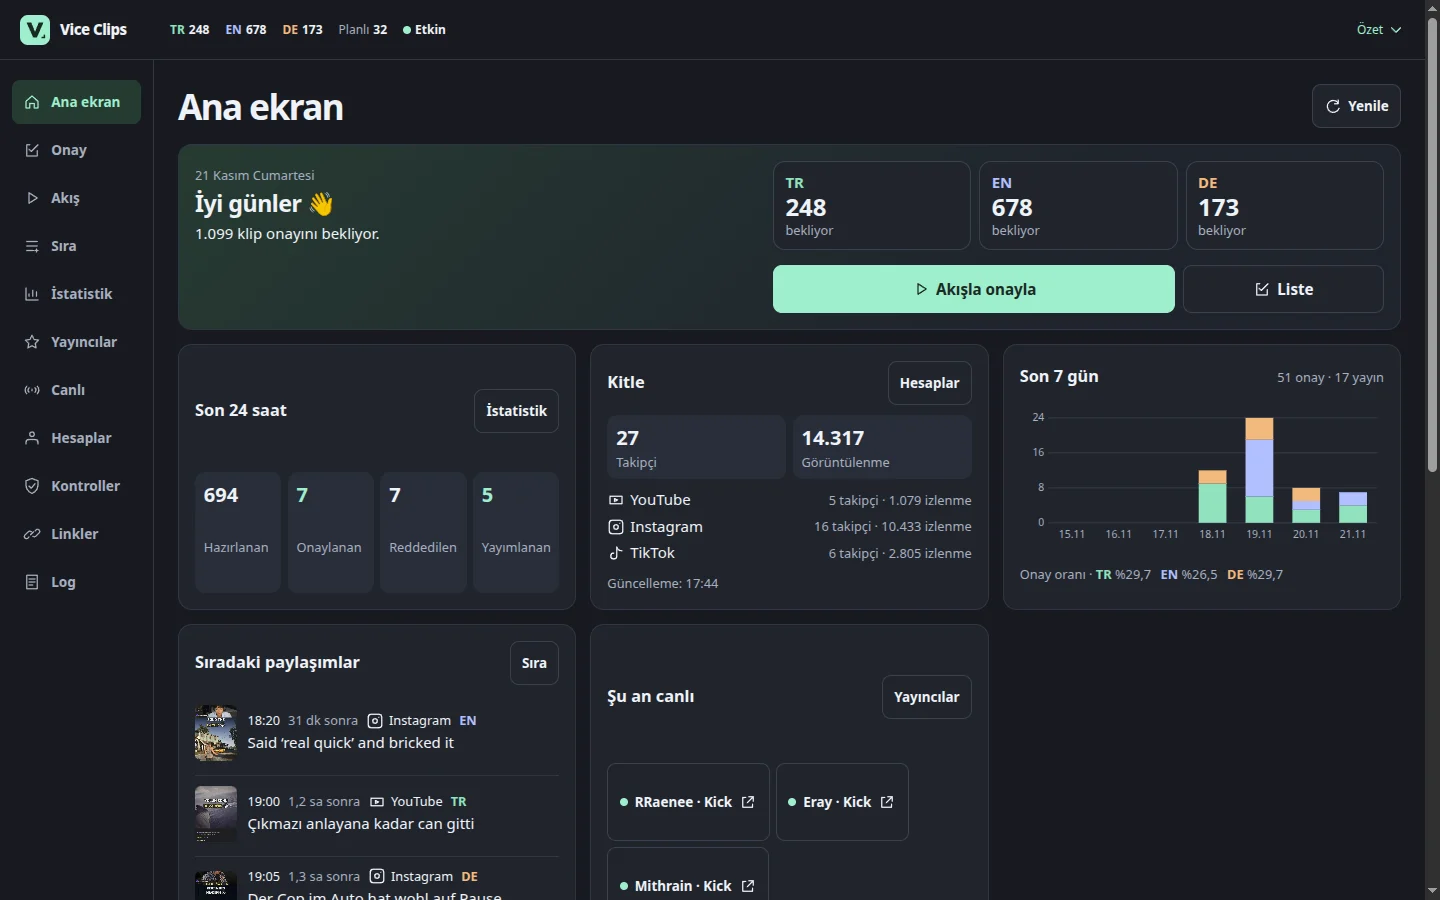 Vice Clips
TR 248 EN 678 DE 173 Planlı 32 Etkin
Özet
Ana ekran
Onay
Akış
Sıra
İstatistik
Yayıncılar
Canlı
Hesaplar
Kontroller
Linkler
Log
Ana ekran
Yenile
21 Kasım Cumartesi
İyi günler 👋
1.099 klip onayını bekliyor.
TR
248
bekliyor
EN
678
bekliyor
DE
173
bekliyor
Akışla onayla
Liste
Son 24 saat
İstatistik
694
Hazırlanan
7
Onaylanan
7
Reddedilen
5
Yayımlanan
Kitle
Hesaplar
27
Takipçi
14.317
Görüntülenme
YouTube 5 takipçi · 1.079 izlenme
Instagram 16 takipçi · 10.433 izlenme
TikTok 6 takipçi · 2.805 izlenme
Güncelleme: 17:44
Son 7 gün
51 onay · 17 yayın
24
16
8
0
15.11 16.11 17.11 18.11 19.11 20.11 21.11
Onay oranı · TR %29,7 EN %26,5 DE %29,7
Sıradaki paylaşımlar
Sıra
18:20 31 dk sonra Instagram EN
Said ‘real quick’ and bricked it
19:00 1,2 sa sonra YouTube TR
Çıkmazı anlayana kadar can gitti
19:05 1,3 sa sonra Instagram DE
Der Cop im Auto hat wohl auf Pause
Şu an canlı
Yayıncılar
RRaenee · Kick
Eray · Kick
Mithrain · Kick